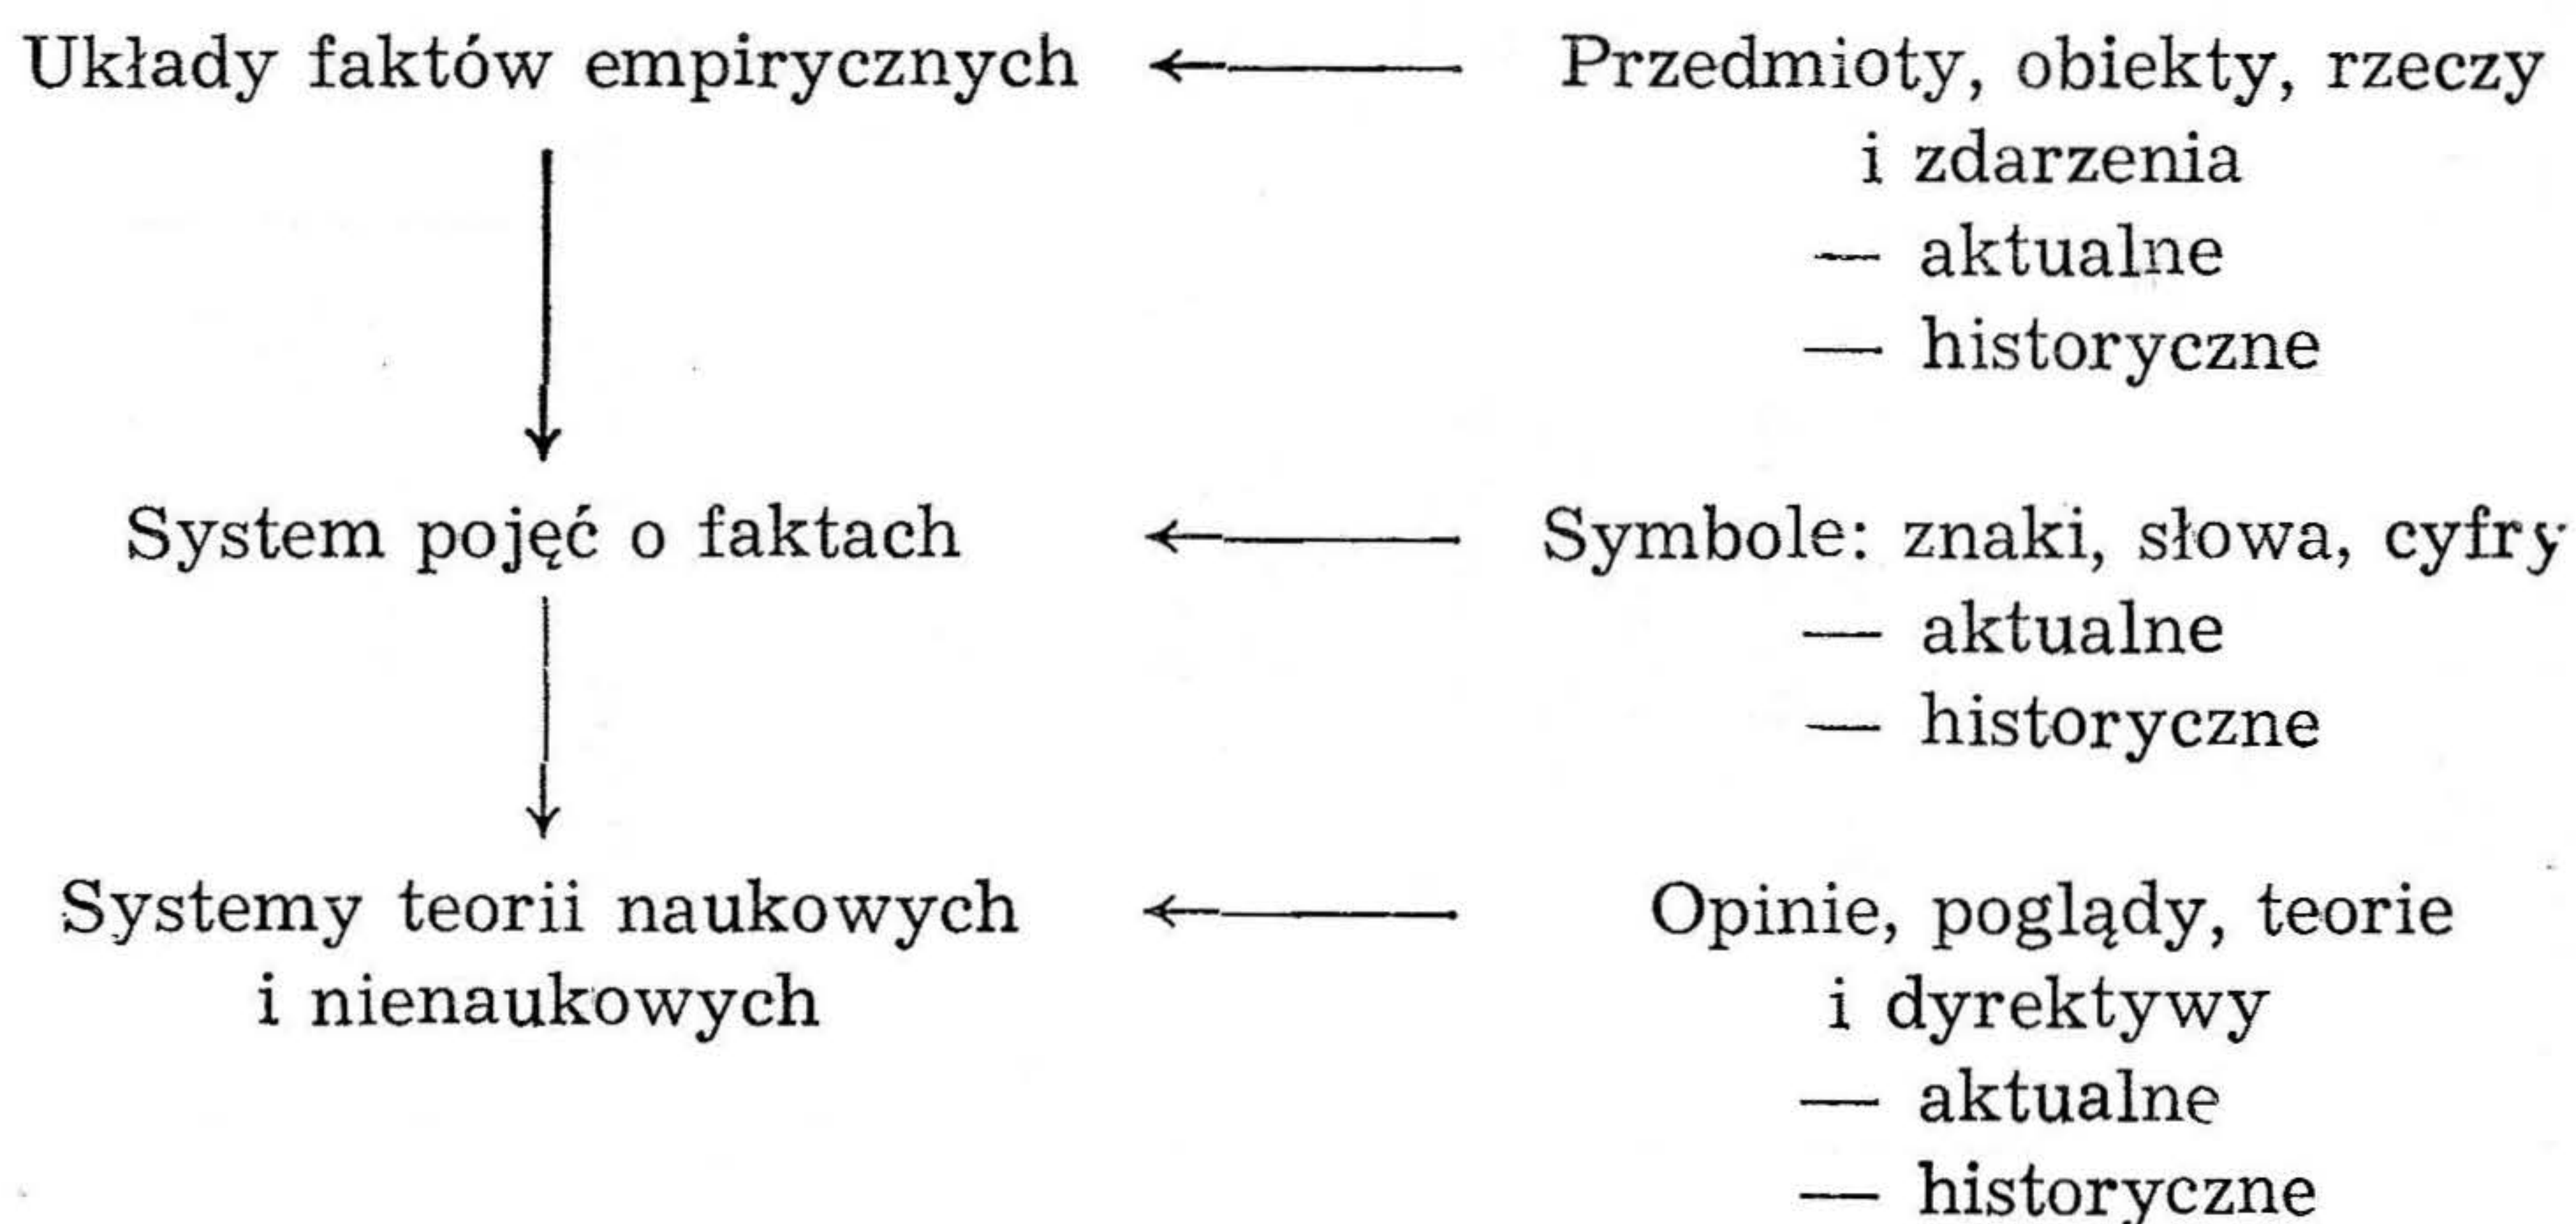 Układy faktów empirycznych ← Przedmioty, obiekty, rzeczy
i zdarzenia
— aktualne
— historyczne
System pojęć o faktach ← Symbole: znaki, słowa, cyfry
— aktualne
— historyczne
Systemy teorii naukowych ← Opinie, poglądy, teorie
i nienaukowych i dyrektywy
— aktualne
— historyczne